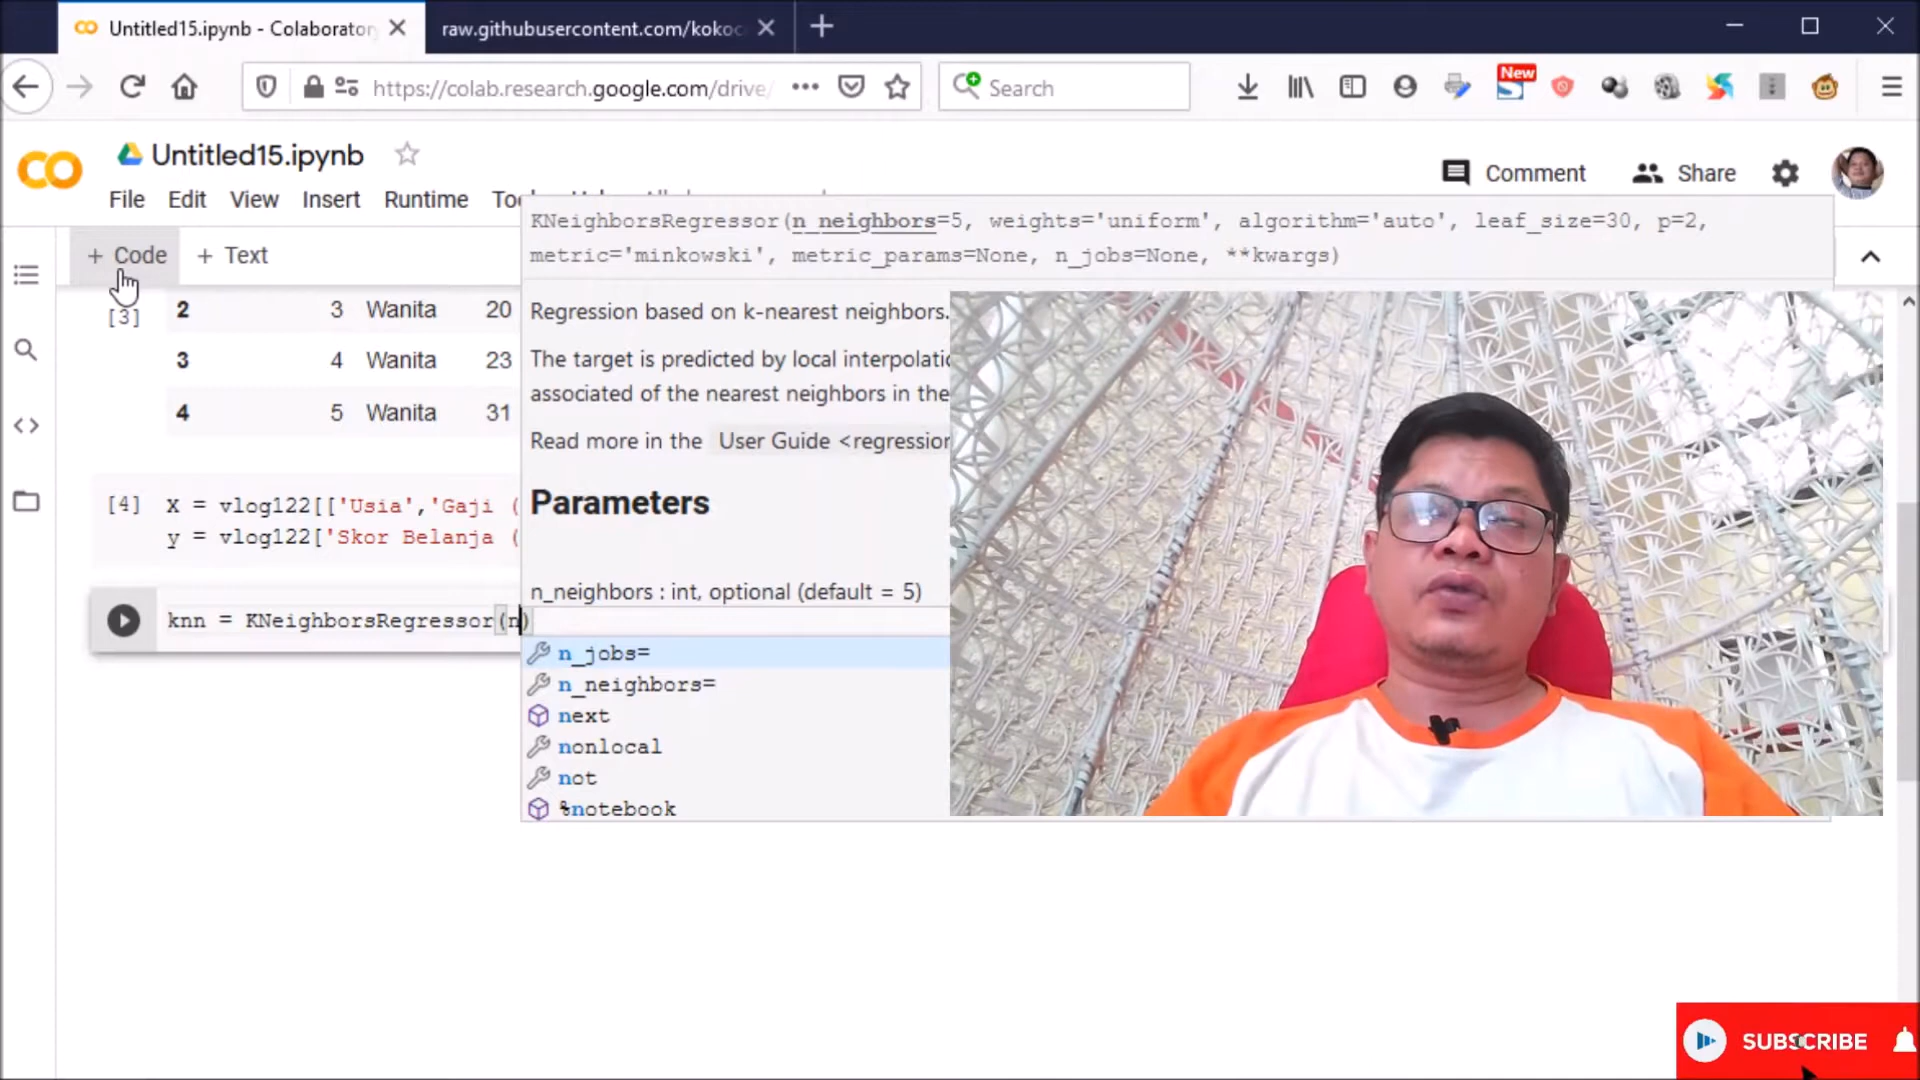 Untitled15.ipynb - Colaboratory
raw.githubusercontent.com/kokoc
https://colab.research.google.com/drive/
Search
New
Untitled15.ipynb
Comment
Share
File Edit View Insert Runtime
+ Code + Text
KNeighborsRegressor(n_neighbors=5, weights='uniform', algorithm='auto', leaf_size=30, p=2,
metric='minkowski', metric_params=None, n_jobs=None, **kwargs)
[3]
2 3 Wanita 20
3 4 Wanita 23
4 5 Wanita 31
Regression based on k-nearest neighbors.
The target is predicted by local
associated of the nearest neighbors in the
Read more in the User Guide <regression
Parameters
n_neighbors : int, optional (default = 5)
[4] X = vlog122[['Usia','Gaji (
y = vlog122['Skor Belanja (
knn = KNeighborsRegressor(n)
n_jobs=
n_neighbors=
next
nonlocal
not
%notebook
SUBSCRIBE